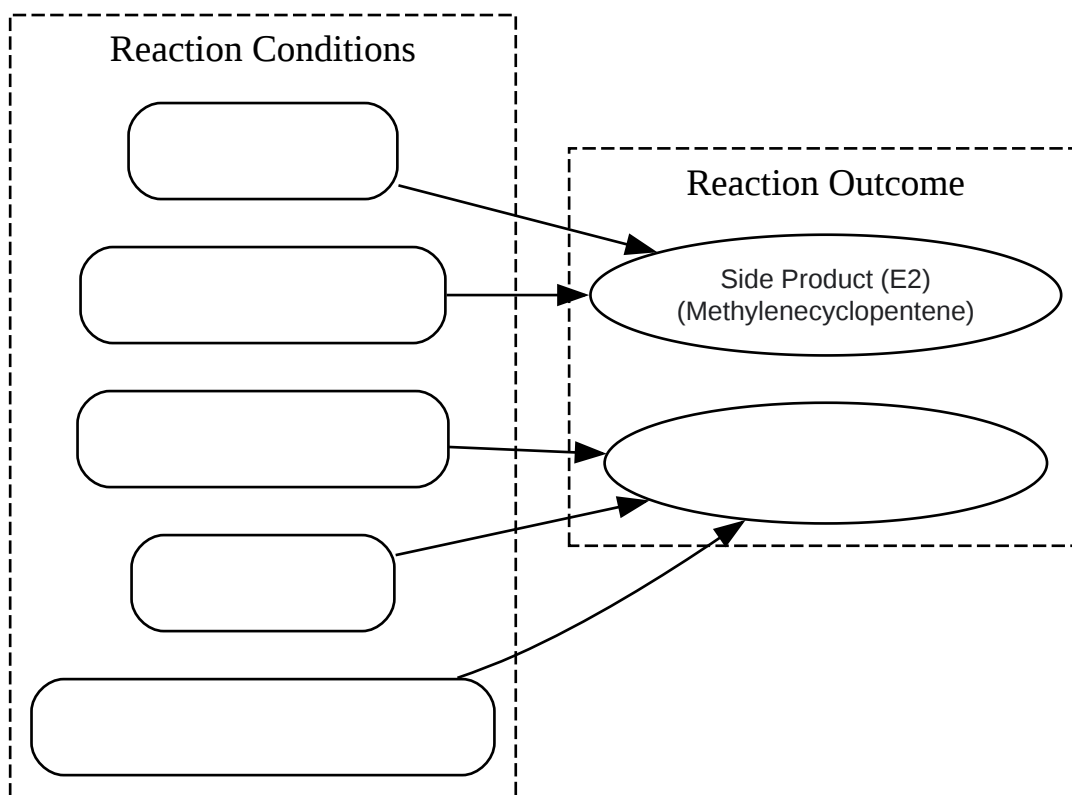 Reaction Conditions
Reaction Outcome
Side Product (E2)
(Methylenecyclopentene)